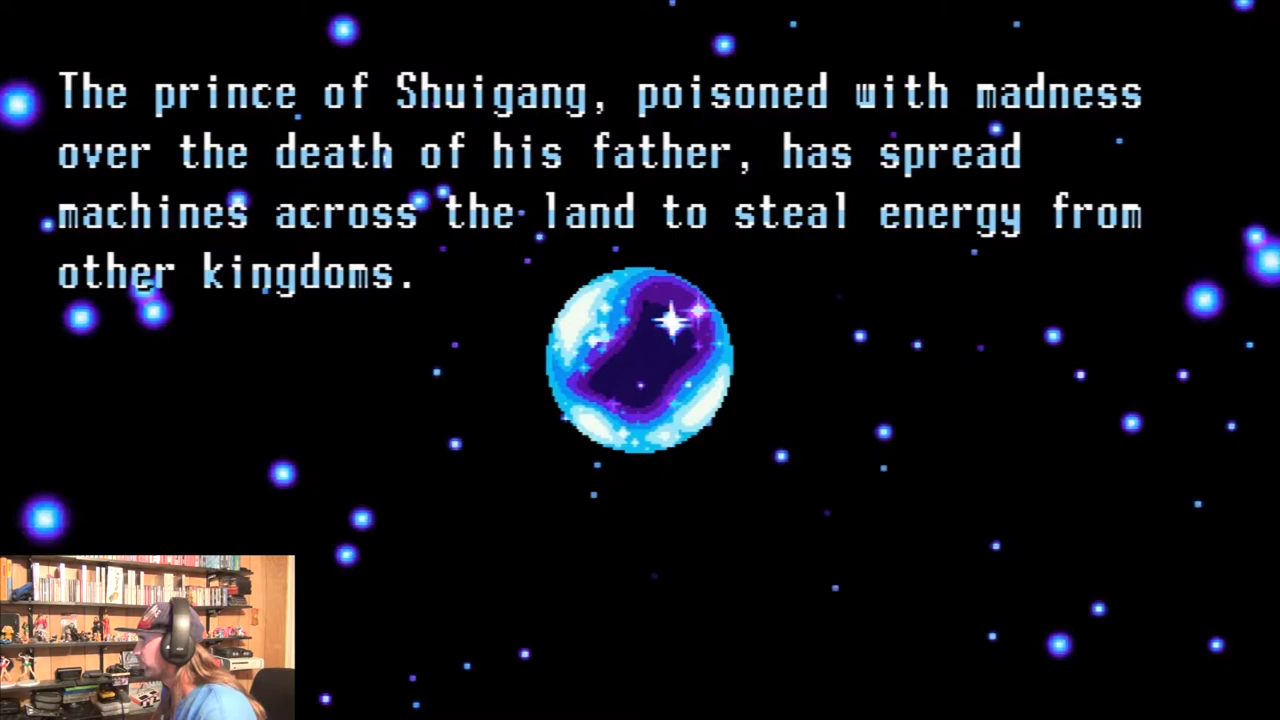 The prince of Shuigang, poisoned with madness
over the death of his father, has spread
machines across the land to steal energy from
other kingdoms.